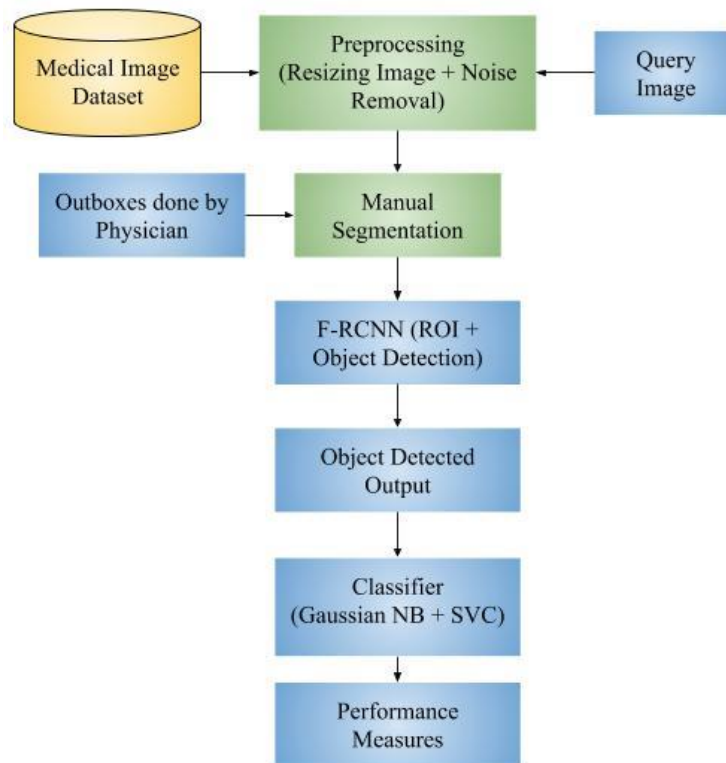 Medical Image
Dataset
Preprocessing
(Resizing Image + Noise
Removal)
Query
Image
Outboxes done by
Physician
Manual
Segmentation
F-RCNN (ROI +
Object Detection)
Object Detected
Output
Classifier
(Gaussian NB + SVC)
Performance
Measures